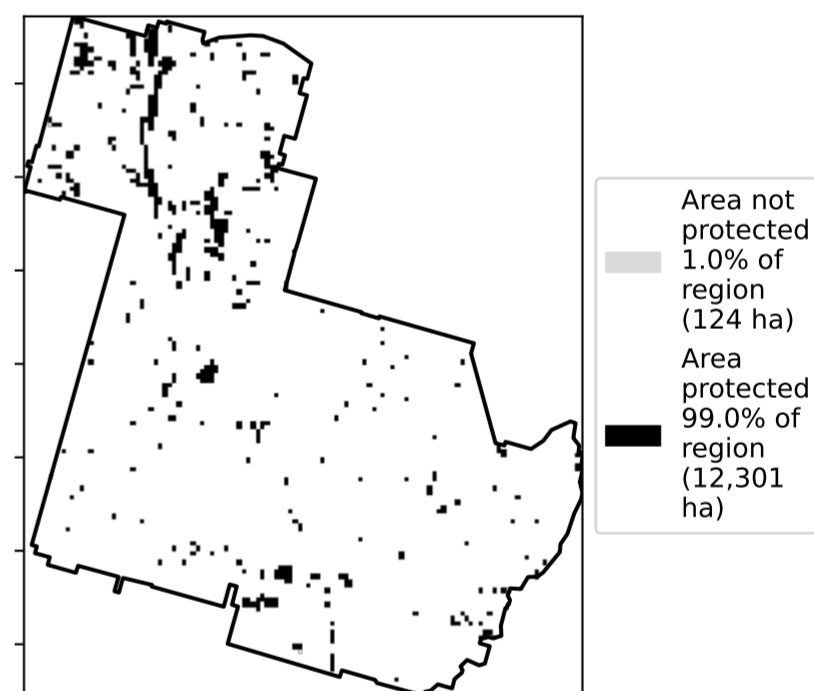 Area not
protected
1.0% of
region
(124 ha)
Area
protected
99.0% of
region
(12,301
ha)